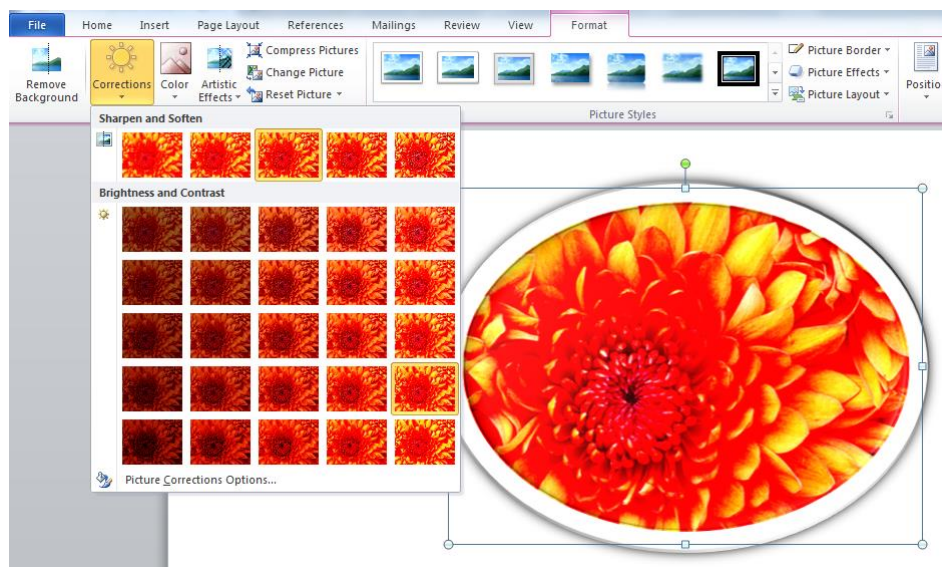 File Home Insert Page Layout References Mailings Review View Format
Remove Background
Corrections
Color
Artistic Effects
Compress Pictures
Change Picture
Reset Picture
Picture Border
Picture Effects
Picture Layout
Picture Styles
Sharpen and Soften
Brightness and Contrast
Picture Corrections Options...